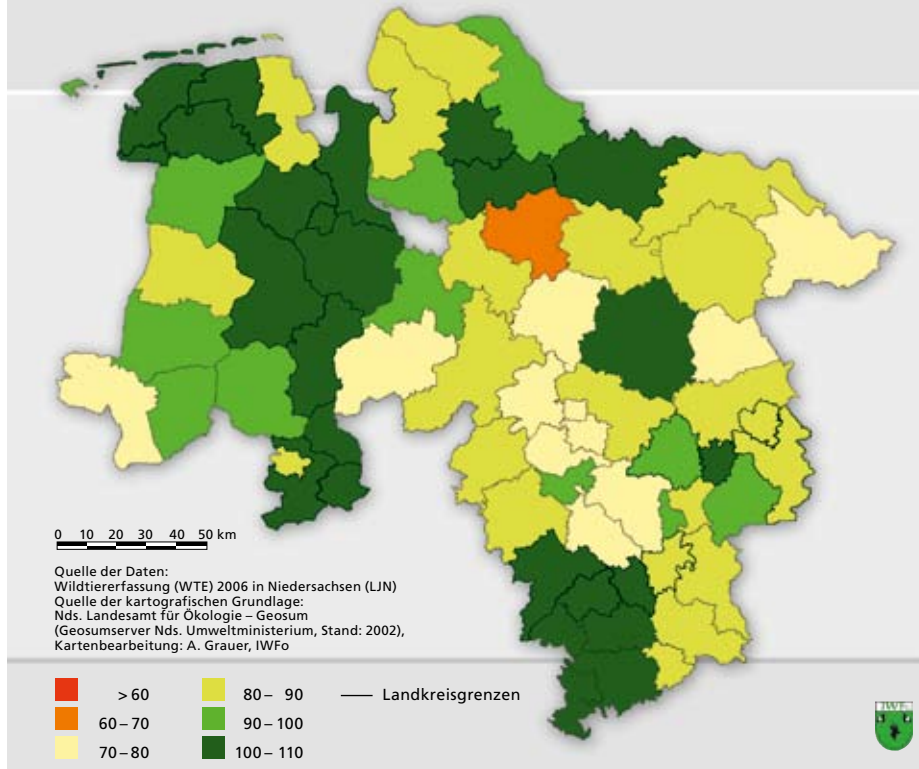 0 10 20 30 40 50 km
Quelle der Daten:
Wildtiererfassung (WTE) 2006 in Niedersachsen (LJN)
Quelle der kartografischen Grundlage:
Nds. Landesamt für Ökologie – Geosum
(Geosumserver Nds. Umweltministerium, Stand: 2002),
Kartenbearbeitung: A. Grauer, IWFo
> 60
60 – 70
70 – 80
80 – 90
90 – 100
100 – 110
Landkreisgrenzen